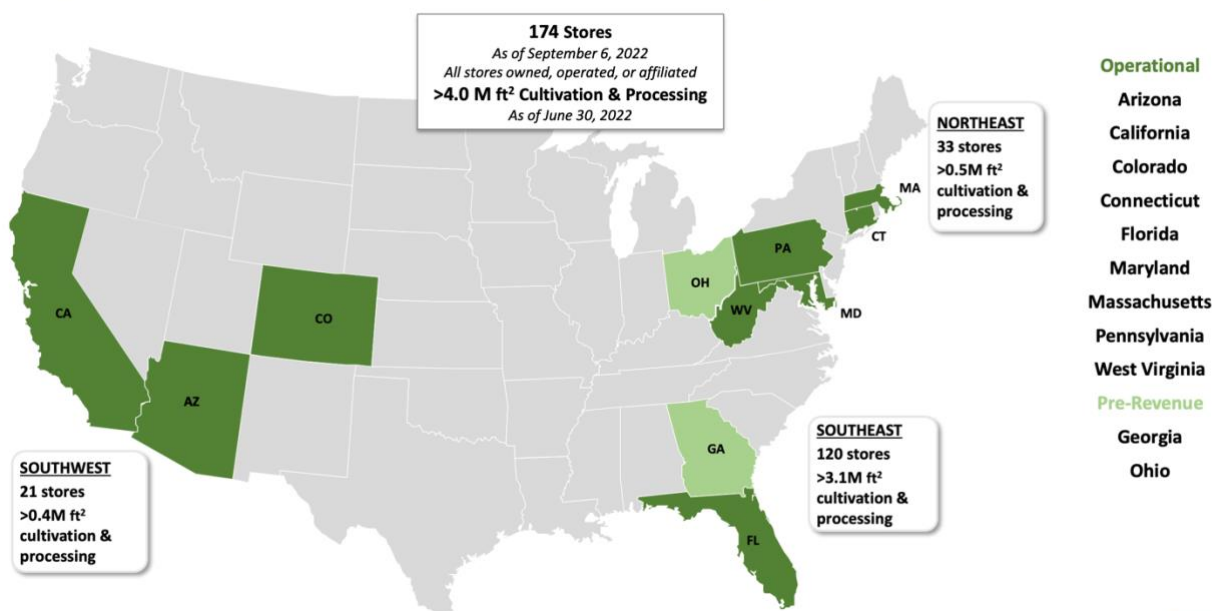 174 Stores
As of September 6, 2022
All stores owned, operated, or affiliated
>4.0 M ft² Cultivation & Processing
As of June 30, 2022
Operational
Arizona
California
Colorado
Connecticut
Florida
Maryland
Massachusetts
Pennsylvania
West Virginia
Pre-Revenue
Georgia
Ohio
NORTHEAST
33 stores
>0.5M ft²
cultivation &
processing
MA
CT
PA
OH
WV
MD
CA
CO
AZ
GA
FL
SOUTHWEST
21 stores
>0.4M ft²
cultivation &
processing
SOUTHEAST
120 stores
>3.1M ft²
cultivation &
processing